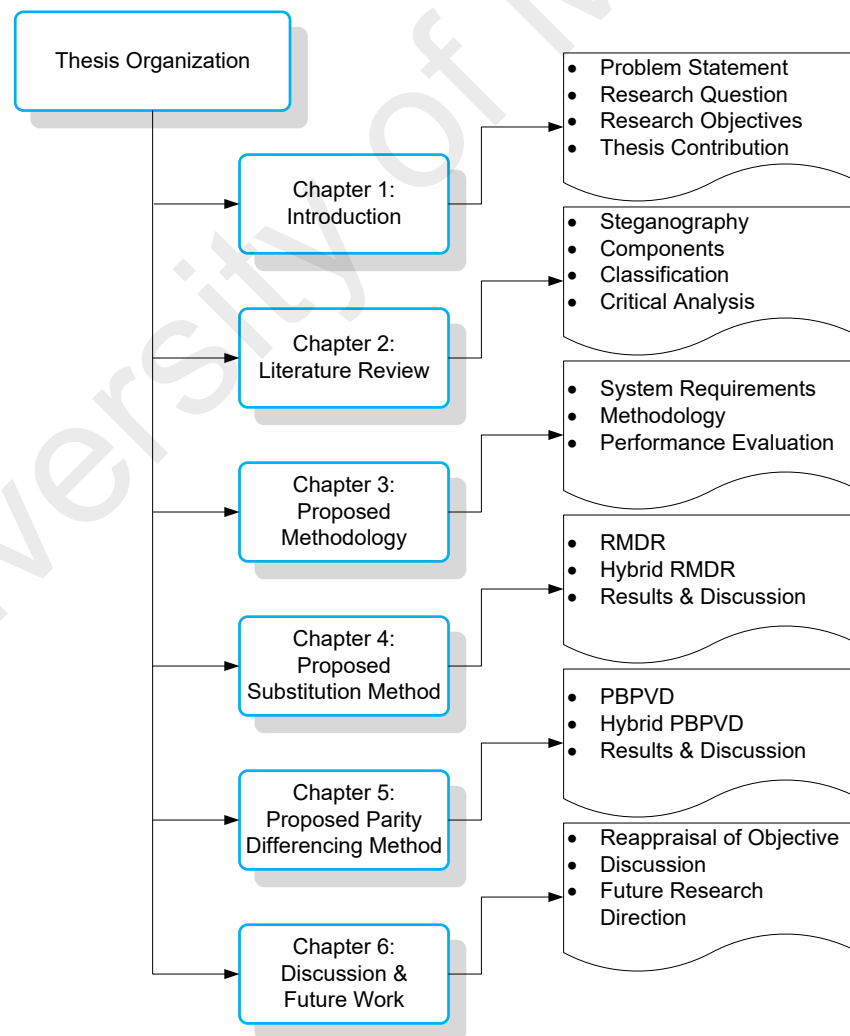 Thesis Organization
Chapter 1:
Introduction
• Problem Statement
• Research Question
• Research Objectives
• Thesis Contribution
Chapter 2:
Literature Review
• Steganography
• Components
• Classification
• Critical Analysis
Chapter 3:
Proposed
Methodology
• System Requirements
• Methodology
• Performance Evaluation
Chapter 4:
Proposed
Substitution Method
• RMDR
• Hybrid RMDR
• Results & Discussion
Chapter 5:
Proposed Parity
Differencing Method
• PBPVD
• Hybrid PBPVD
• Results & Discussion
Chapter 6:
Discussion &
Future Work
• Reappraisal of Objective
• Discussion
• Future Research
Direction